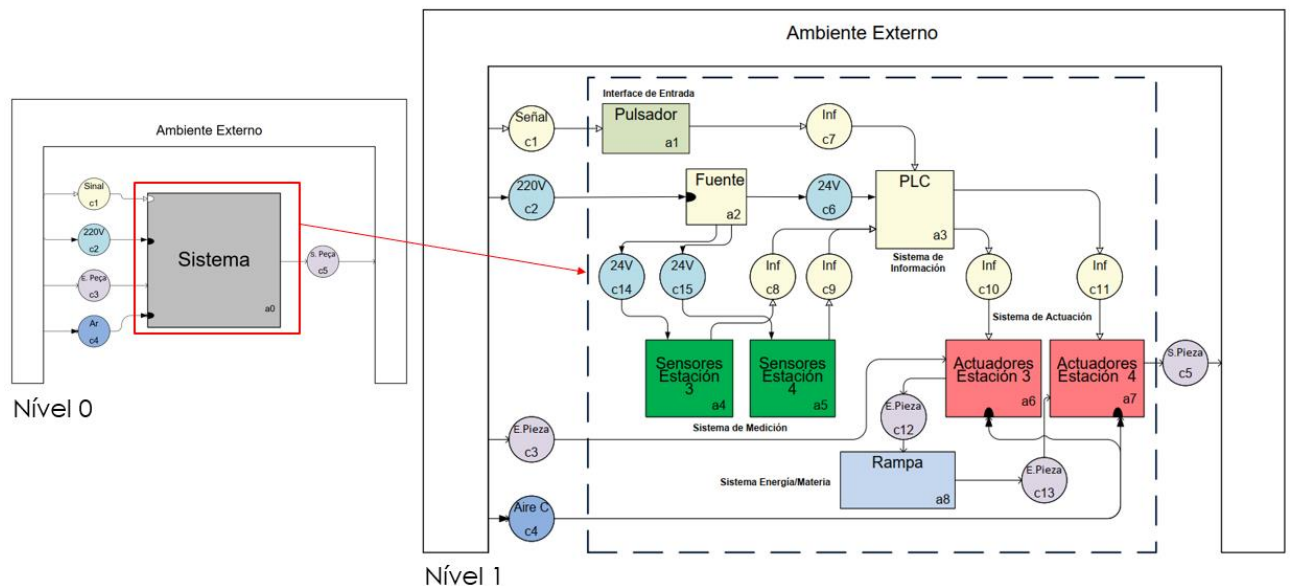 Ambiente Externo
Sinal
c1
220V
c2
E. Peça
c3
Ar
c4
Sistema
a0
S. Peça
c5
Nível 0
Ambiente Externo
Señal
c1
Interface de Entrada
Pulsador
a1
Inf
c7
220V
c2
Fuente
a2
24V
c6
PLC
a3
Sistema de
Información
24V
c14
24V
c15
Inf
c8
Inf
c9
Inf
c10
Inf
c11
Sistema de Actuación
Sensores
Estación
3
a4
Sensores
Estación
4
a5
Sistema de Medición
Actuadores
Estación 3
a6
Actuadores
Estación 4
a7
S.Pieza
c5
E.Pieza
c3
E.Pieza
c12
Sistema Energía/Materia
Rampa
a8
E.Pieza
c13
Aire C
c4
Nível 1